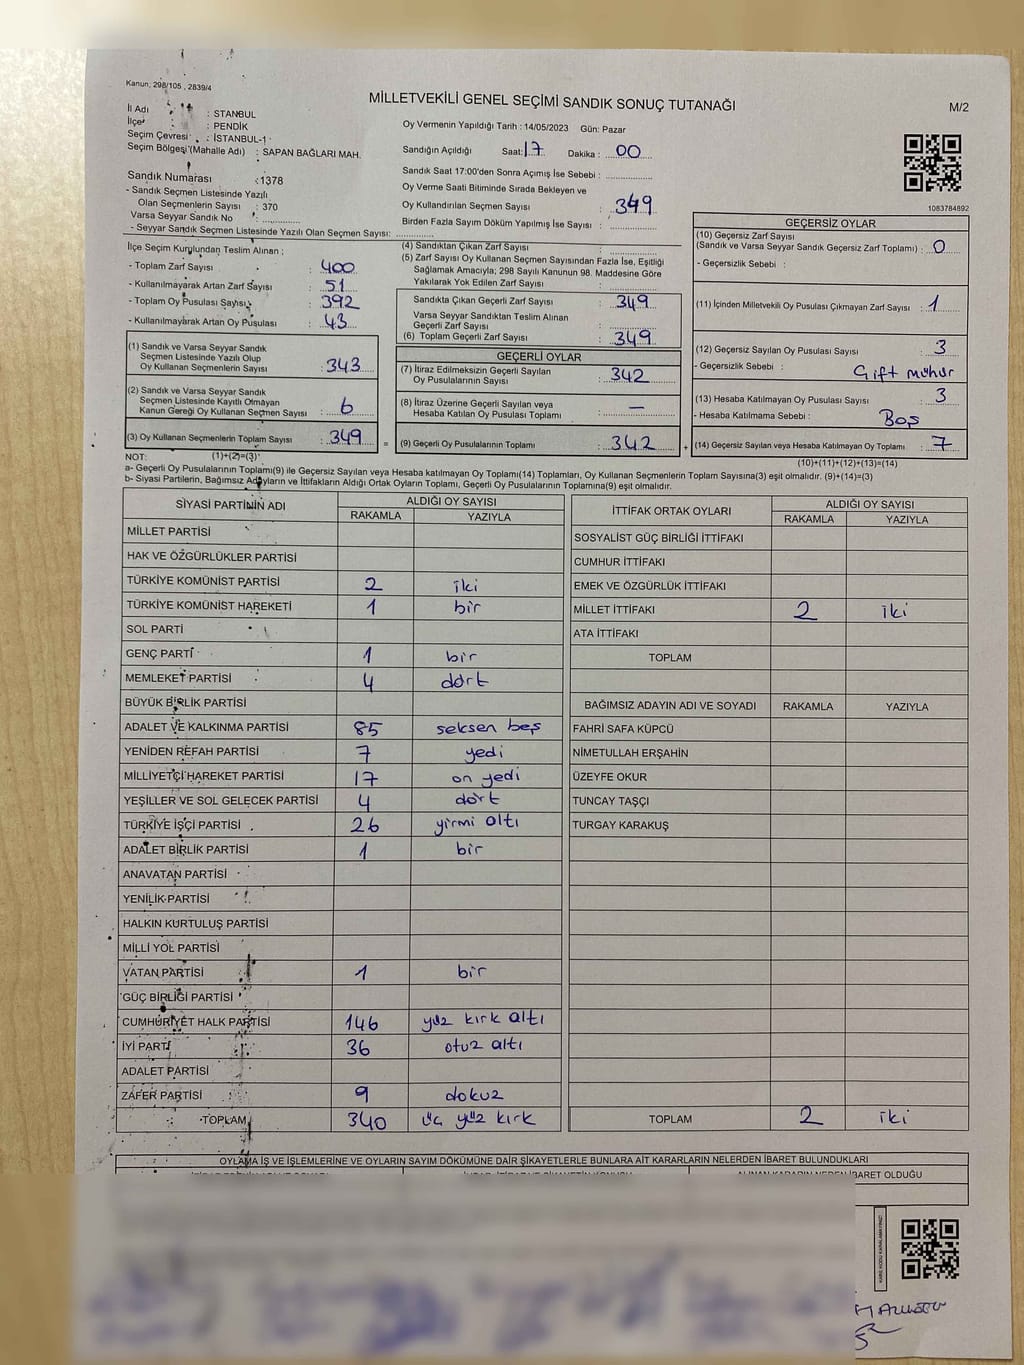 Kanun, 298/105 , 2839/4
MİLLETVEKİLİ GENEL SEÇİMİ SANDIK SONUÇ TUTANAĞI
M/2
İl Adı : STANBUL
İlçe : PENDİK
Seçim Çevresi : İSTANBUL-1
Seçim Bölgesi (Mahalle Adı) : SAPAN BAĞLARI MAH.
Sandık Numarası : 1378
- Sandık Seçmen Listesinde Yazılı
Olan Seçmenlerin Sayısı : 370
Varsa Seyyar Sandık No :
- Seyyar Sandık Seçmen Listesinde Yazılı Olan Seçmen Sayısı:
Oy Vermenin Yapıldığı Tarih : 14/05/2023 Gün: Pazar
Sandığın Açıldığı Saat: 17 Dakika : 00
Sandık Saat 17:00'den Sonra Açımış İse Sebebi :
Oy Verme Saati Bitiminde Sırada Bekleyen ve
Oy Kullandırılan Seçmen Sayısı : 349
Birden Fazla Sayım Döküm Yapılmış İse Sayısı :
1083784892
İlçe Seçim Kurulundan Teslim Alınan ;
- Toplam Zarf Sayısı : 400
- Kullanılmayarak Artan Zarf Sayısı : 51
- Toplam Oy Pusulası Sayısı : 392
- Kullanılmayarak Artan Oy Pusulası : 43
(1) Sandık ve Varsa Seyyar Sandık
Seçmen Listesinde Yazılı Olup
Oy Kullanan Seçmenlerin Sayısı : 343
(2) Sandık ve Varsa Seyyar Sandık
Seçmen Listesinde Kayıtlı Olmayan
Kanun Gereği Oy Kullanan Seçmen Sayısı : 6
(3) Oy Kullanan Seçmenlerin Toplam Sayısı : 349
(4) Sandıktan Çıkan Zarf Sayısı :
(5) Zarf Sayısı Oy Kullanan Seçmen Sayısından Fazla İse, Eşitliği
Sağlamak Amacıyla; 298 Sayılı Kanunun 98. Maddesine Göre
Yakılarak Yok Edilen Zarf Sayısı :
Sandıkta Çıkan Geçerli Zarf Sayısı : 349
Varsa Seyyar Sandıktan Teslim Alınan
Geçerli Zarf Sayısı :
(6) Toplam Geçerli Zarf Sayısı : 349
GEÇERLİ OYLAR
(7) İtiraz Edilmeksizin Geçerli Sayılan
Oy Pusulalarının Sayısı : 342
(8) İtiraz Üzerine Geçerli Sayılan veya
Hesaba Katılan Oy Pusulası Toplamı : —
= (9) Geçerli Oy Pusulalarının Toplamı : 342 +
GEÇERSİZ OYLAR
(10) Geçersiz Zarf Sayısı
(Sandık ve Varsa Seyyar Sandık Geçersiz Zarf Toplamı) : 0
- Geçersizlik Sebebi :
(11) İçinden Milletvekili Oy Pusulası Çıkmayan Zarf Sayısı : 1
(12) Geçersiz Sayılan Oy Pusulası Sayısı : 3
- Geçersizlik Sebebi : Çift mühür
(13) Hesaba Katılmayan Oy Pusulası Sayısı : 3
- Hesaba Katılmama Sebebi : Boş
(14) Geçersiz Sayılan veya Hesaba Katılmayan Oy Toplamı : 7
NOT: (1)+(2)=(3)
(10)+(11)+(12)+(13)=(14)
a- Geçerli Oy Pusulalarının Toplamı(9) ile Geçersiz Sayılan veya Hesaba katılmayan Oy Toplamı(14) Toplamları, Oy Kullanan Seçmenlerin Toplam Sayısına(3) eşit olmalıdır. (9)+(14)=(3)
b- Siyasi Partilerin, Bağımsız Adayların ve İttifakların Aldığı Ortak Oyların Toplamı, Geçerli Oy Pusulalarının Toplamına(9) eşit olmalıdır.
SİYASİ PARTİNİN ADI ALDIĞI OY SAYISI
RAKAMLA YAZIYLA
MİLLET PARTİSİ
HAK VE ÖZGÜRLÜKLER PARTİSİ
TÜRKİYE KOMÜNİST PARTİSİ 2 iki
TÜRKİYE KOMÜNİST HAREKETİ 1 bir
SOL PARTİ
GENÇ PARTİ 1 bir
MEMLEKET PARTİSİ 4 dört
BÜYÜK BİRLİK PARTİSİ
ADALET VE KALKINMA PARTİSİ 85 seksen beş
YENİDEN REFAH PARTİSİ 7 yedi
MİLLİYETÇİ HAREKET PARTİSİ 17 on yedi
YEŞİLLER VE SOL GELECEK PARTİSİ 4 dört
TÜRKİYE İŞÇİ PARTİSİ 26 yirmi altı
ADALET BİRLİK PARTİSİ 1 bir
ANAVATAN PARTİSİ
YENİLİK PARTİSİ
HALKIN KURTULUŞ PARTİSİ
MİLLİ YOL PARTİSİ
VATAN PARTİSİ 1 bir
GÜÇ BİRLİĞİ PARTİSİ
CUMHURİYET HALK PARTİSİ 146 yüz kırk altı
İYİ PARTİ 36 otuz altı
ADALET PARTİSİ
ZAFER PARTİSİ 9 dokuz
TOPLAM 340 üç yüz kırk
İTTİFAK ORTAK OYLARI ALDIĞI OY SAYISI
RAKAMLA YAZIYLA
SOSYALİST GÜÇ BİRLİĞİ İTTİFAKI
CUMHUR İTTİFAKI
EMEK VE ÖZGÜRLÜK İTTİFAKI
MİLLET İTTİFAKI 2 iki
ATA İTTİFAKI
TOPLAM
BAĞIMSIZ ADAYIN ADI VE SOYADI RAKAMLA YAZIYLA
FAHRİ SAFA KÜPCÜ
NİMETULLAH ERŞAHİN
ÜZEYFE OKUR
TUNCAY TAŞÇI
TURGAY KARAKUŞ
TOPLAM 2 iki
OYLAMA İŞ VE İŞLEMLERİNE VE OYLARIN SAYIM DÖKÜMÜNE DAİR ŞİKAYETLERLE BUNLARA AİT KARARLARIN NELERDEN İBARET BULUNDUKLARI
ALINAN KARARIN NEDEN İBARET OLDUĞU
KARE KODU KARALAMAYINIZ!